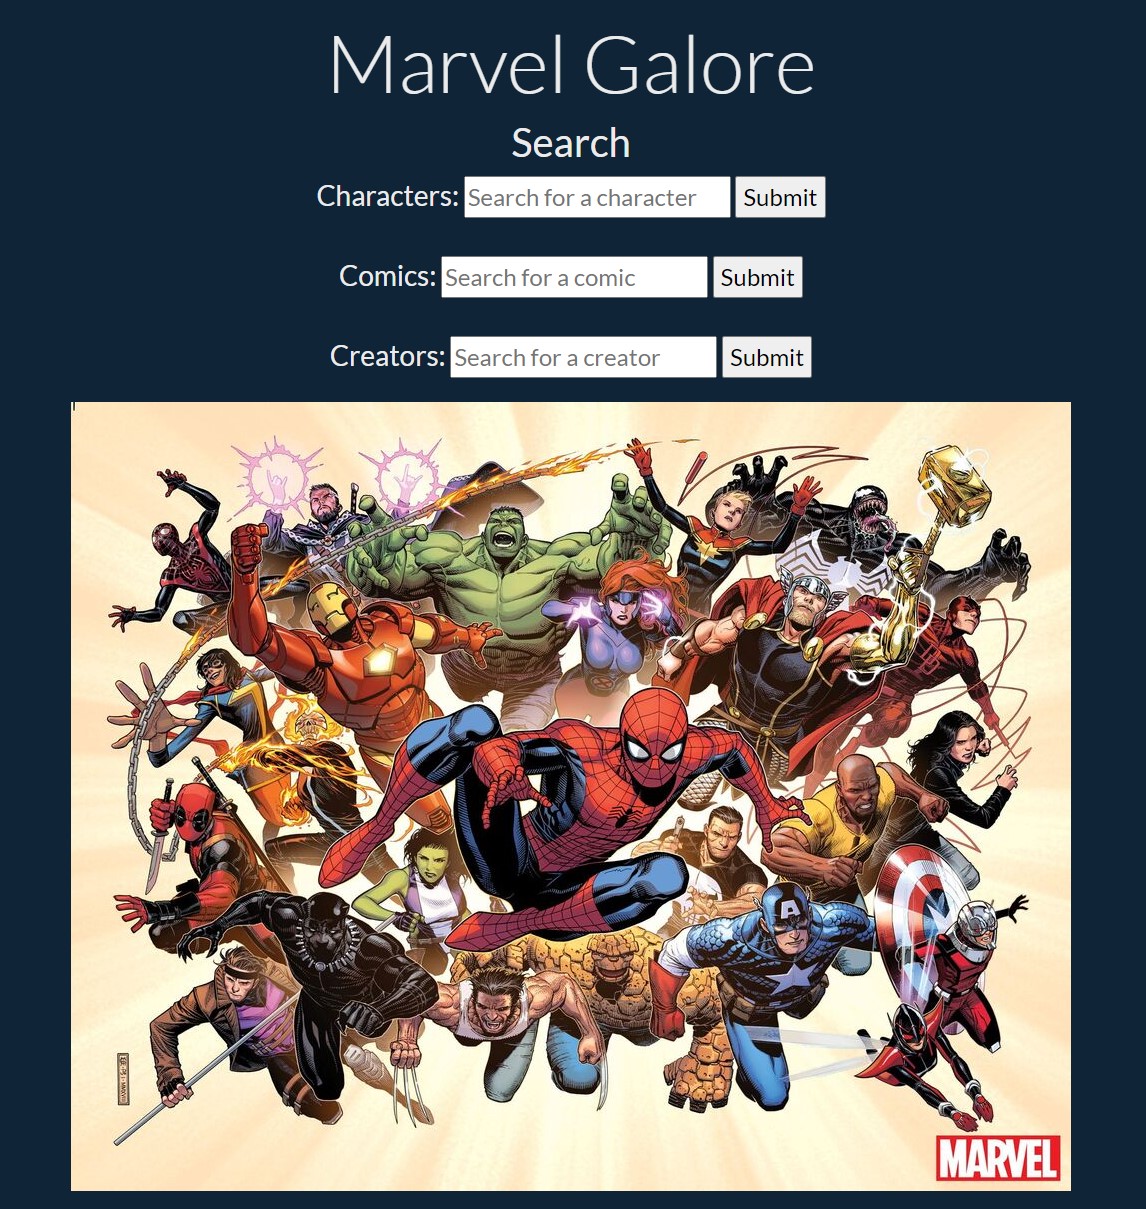 Marvel Galore
Search
Characters: Search for a character Submit
Comics: Search for a comic Submit
Creators: Search for a creator Submit
A
MARVEL